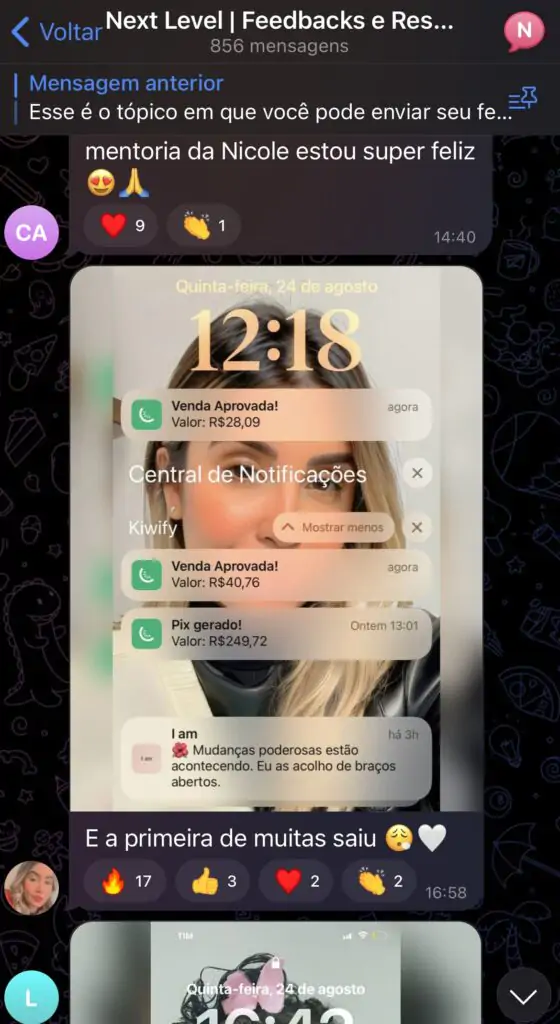 Voltar
Next Level | Feedbacks e Res...
856 mensagens
N
Mensagem anterior
Esse é o tópico em que você pode enviar seu fe...
mentoria da Nicole estou super feliz
😍🙏
CA
❤️ 9
👏 1
14:40
Quinta-feira, 24 de agosto
12:18
Venda Aprovada!
agora
Valor: R$28,09
Central de Notificações
Kiwify
Mostrar menos
Venda Aprovada!
agora
Valor: R$40,76
Pix gerado!
Ontem 13:01
Valor: R$249,72
I am
I am
há 3h
🌺 Mudanças poderosas estão
acontecendo. Eu as acolho de braços
abertos.
E a primeira de muitas saiu 😮‍💨🤍
🔥 17
👍 3
❤️ 2
👏 2
16:58
TIM
Quinta-feira, 24 de agosto
L